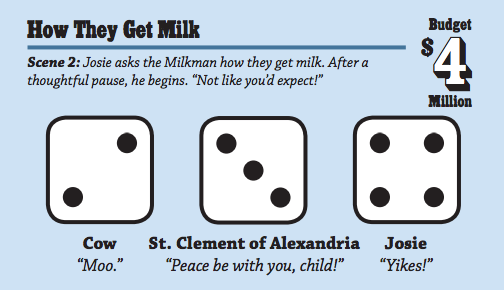 How They Get Milk
Budget
$4
Million
Scene 2: Josie asks the Milkman how they get milk. After a
thoughtful pause, he begins. “Not like you’d expect!”
Cow
“Moo.”
St. Clement of Alexandria
“Peace be with you, child!”
Josie
“Yikes!”